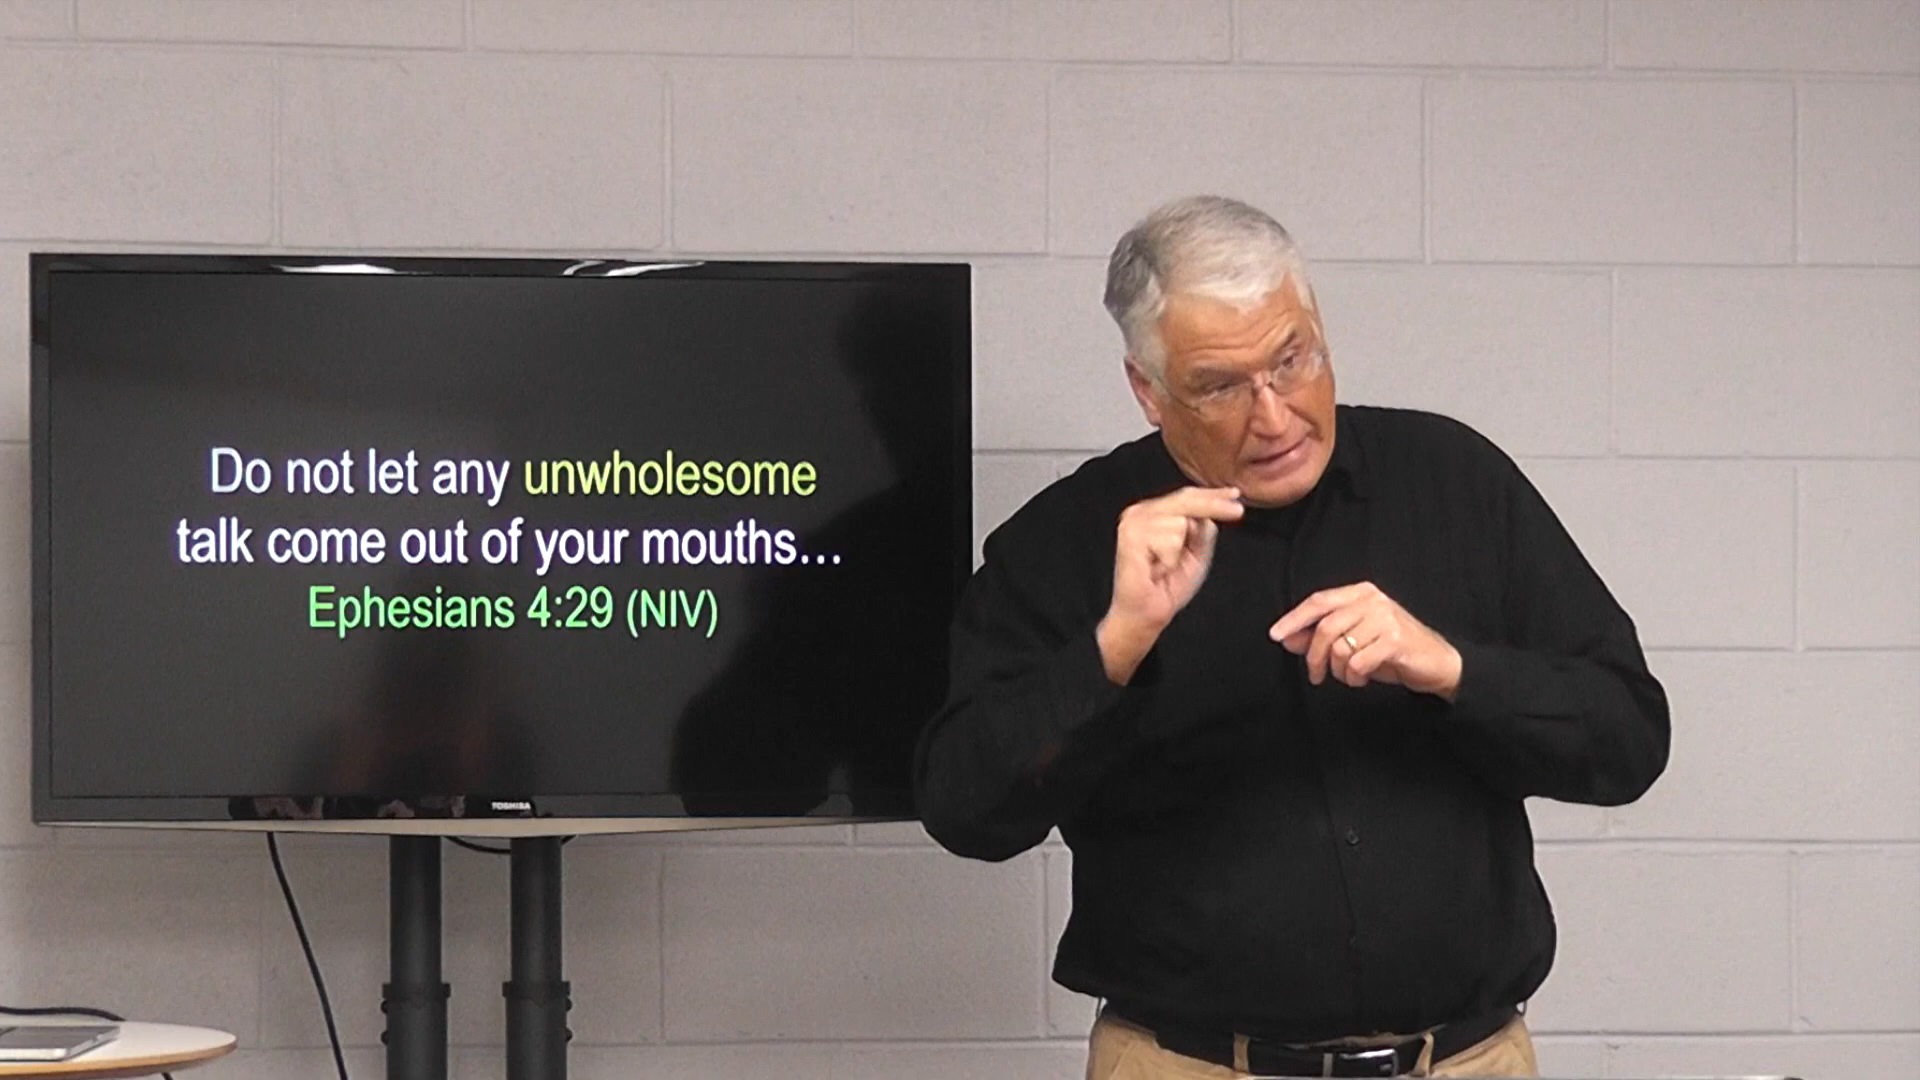 Do not let any unwholesome
talk come out of your mouths...
Ephesians 4:29 (NIV)
TOSHIBA